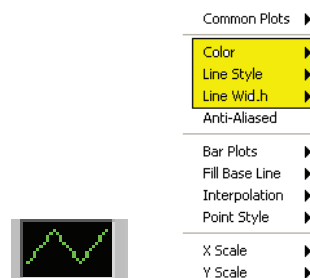 Common Plots
Color
Line Style
Line Wid.h
Anti-Aliased
Bar Plots
Fill Base Line
Interpolation
Point Style
X Scale
Y Scale